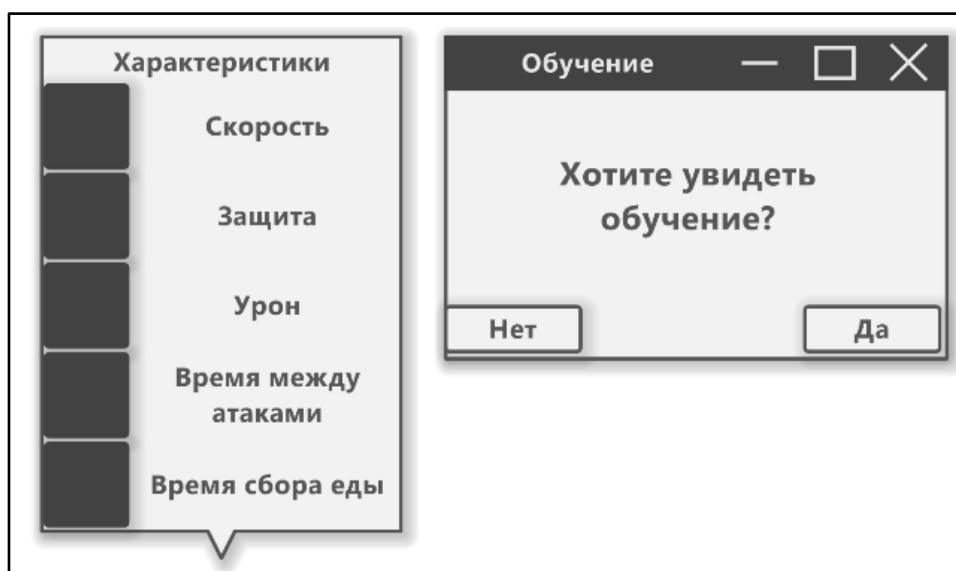 Характеристики
Скорость
Защита
Урон
Время между
атаками
Время сбора еды
Обучение
Хотите увидеть
обучение?
Нет
Да